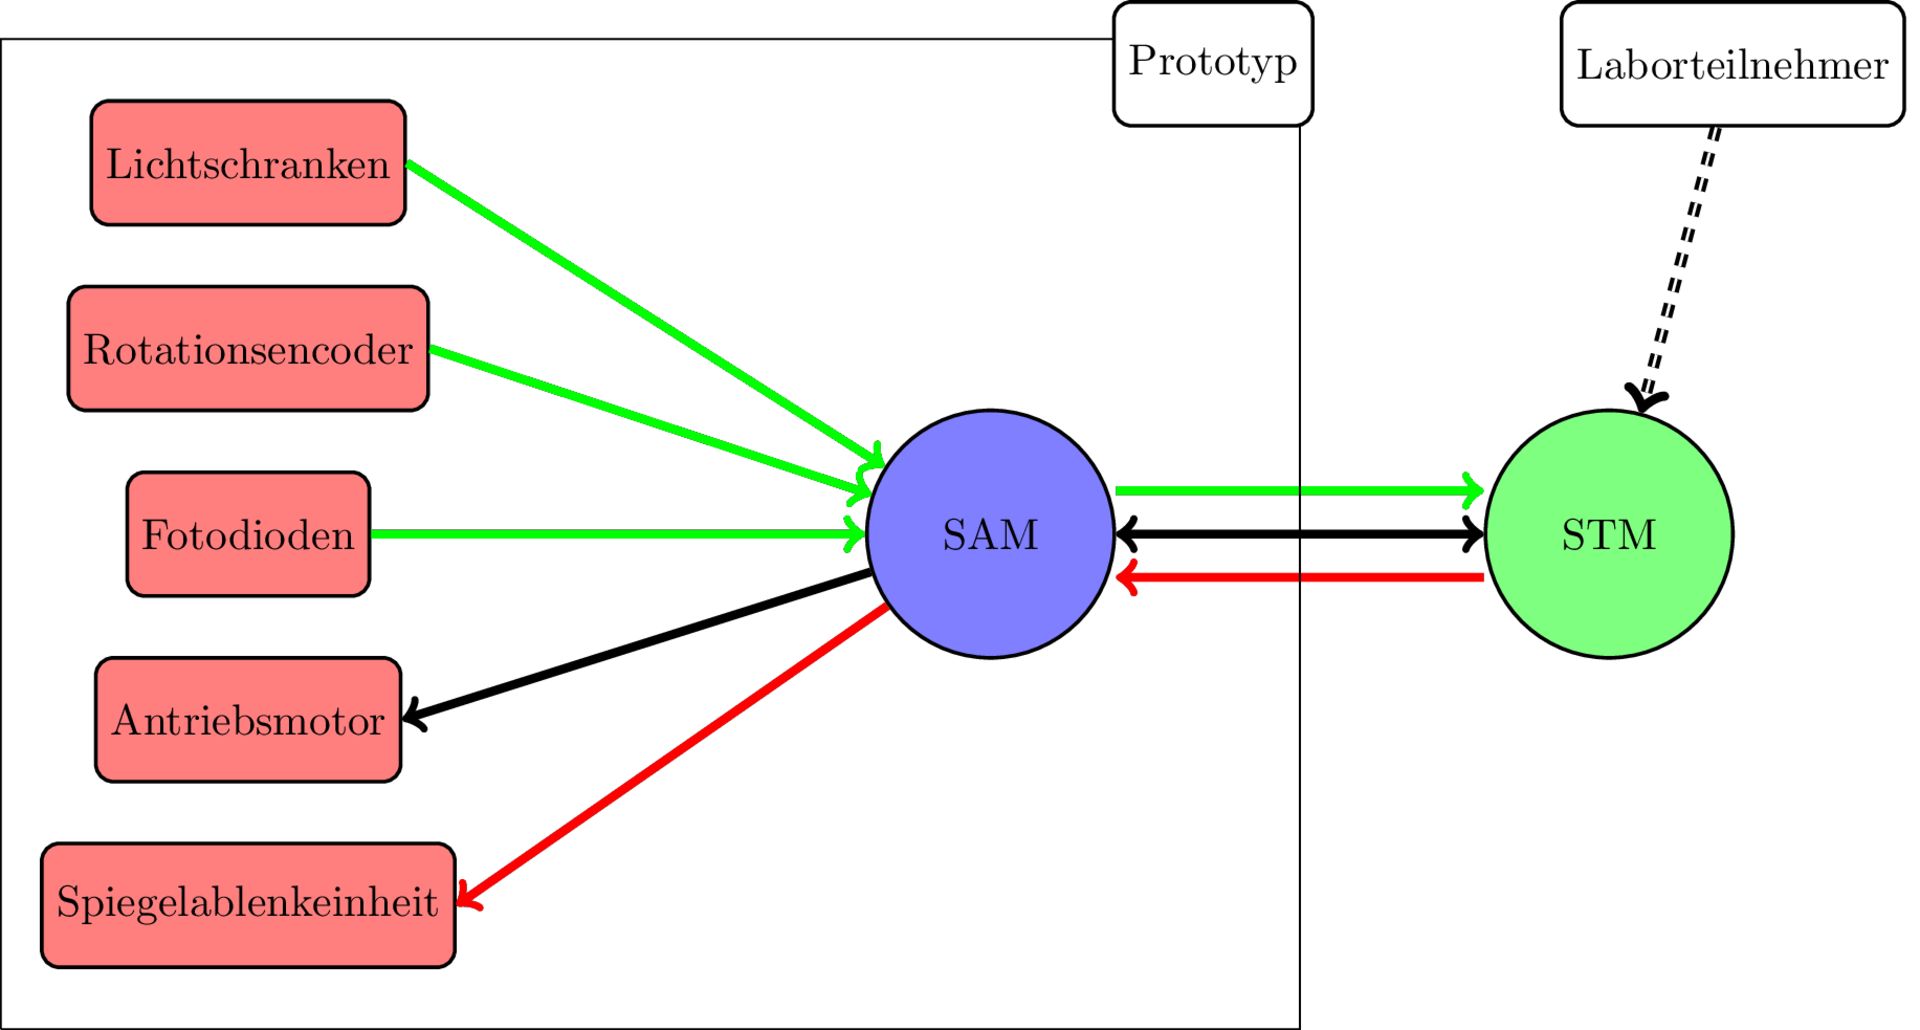 Prototyp
Laborteilnehmer
Lichtschranken
Rotationsencoder
Fotodioden
SAM
STM
Antriebsmotor
Spiegelablenkeinheit